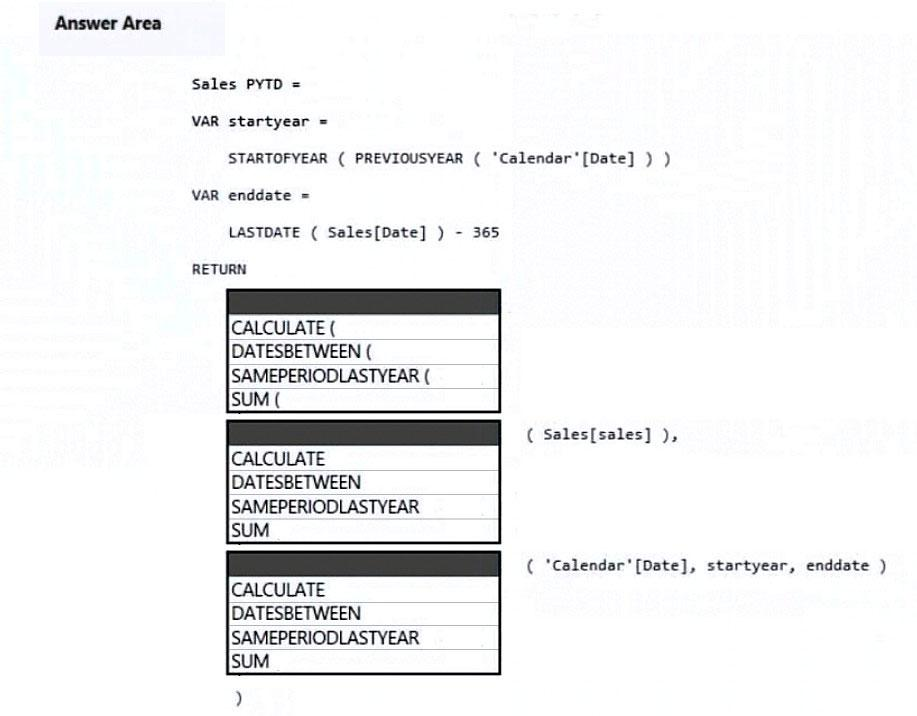 Answer Area
Sales PYTD =
VAR startyear =
STARTOFYEAR ( PREVIOUSYEAR ( 'Calendar'[Date] ) )
VAR enddate =
LASTDATE ( Sales[Date] ) - 365
RETURN
CALCULATE (
DATESBETWEEN (
SAMEPERIODLASTYEAR (
SUM (
( Sales[sales] ),
CALCULATE
DATESBETWEEN
SAMEPERIODLASTYEAR
SUM
( 'Calendar'[Date], startyear, enddate )
CALCULATE
DATESBETWEEN
SAMEPERIODLASTYEAR
SUM
)